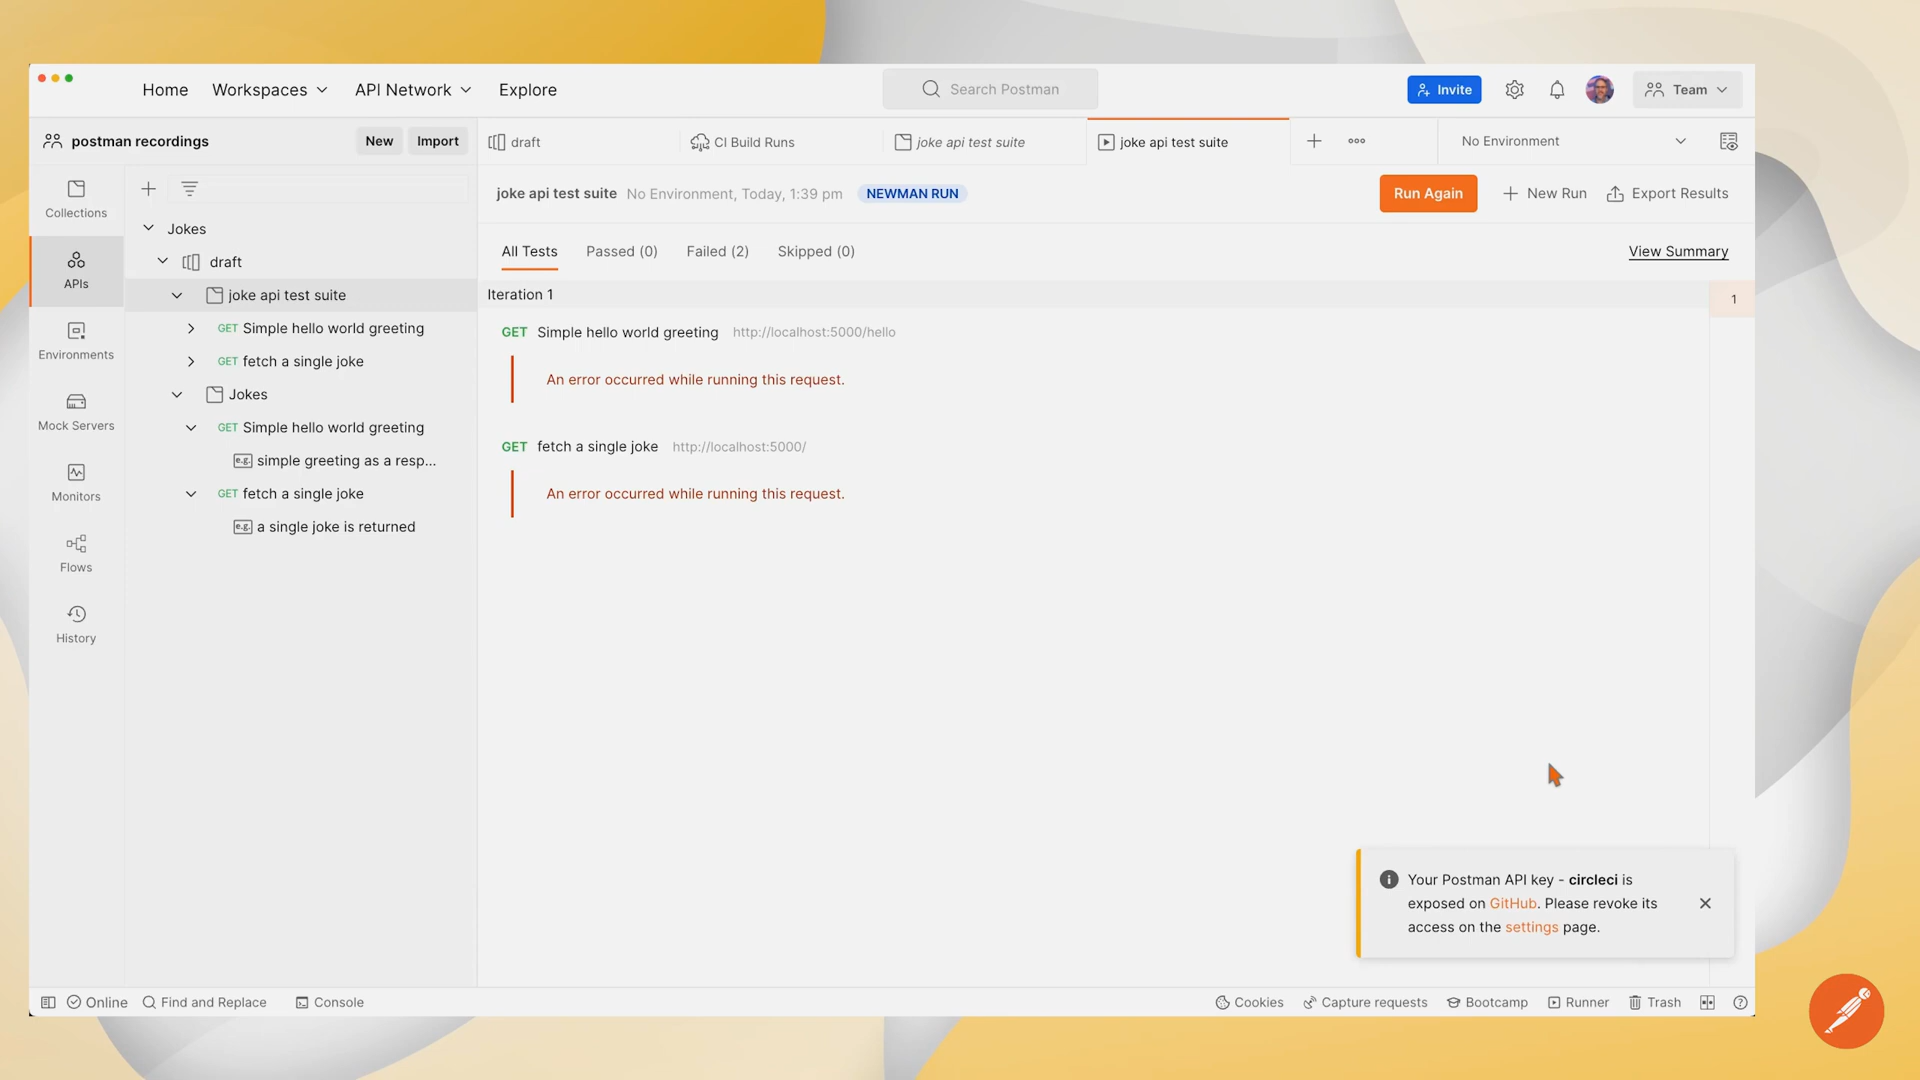 Home
Workspaces
API Network
Explore
Search Postman
Invite
Team
postman recordings
New
Import
draft
CI Build Runs
joke api test suite
joke api test suite
No Environment
joke api test suite
No Environment, Today, 1:39 pm
NEWMAN RUN
Run Again
New Run
Export Results
Collections
APIs
Environments
Mock Servers
Monitors
Flows
History
Jokes
draft
joke api test suite
GET Simple hello world greeting
GET fetch a single joke
Jokes
GET Simple hello world greeting
e.g. simple greeting as a resp...
GET fetch a single joke
e.g. a single joke is returned
All Tests
Passed (0)
Failed (2)
Skipped (0)
View Summary
Iteration 1
1
GET Simple hello world greeting http://localhost:5000/hello
An error occurred while running this request.
GET fetch a single joke http://localhost:5000/
An error occurred while running this request.
Your Postman API key - circleci is
exposed on GitHub. Please revoke its
access on the settings page.
Online
Find and Replace
Console
Cookies
Capture requests
Bootcamp
Runner
Trash